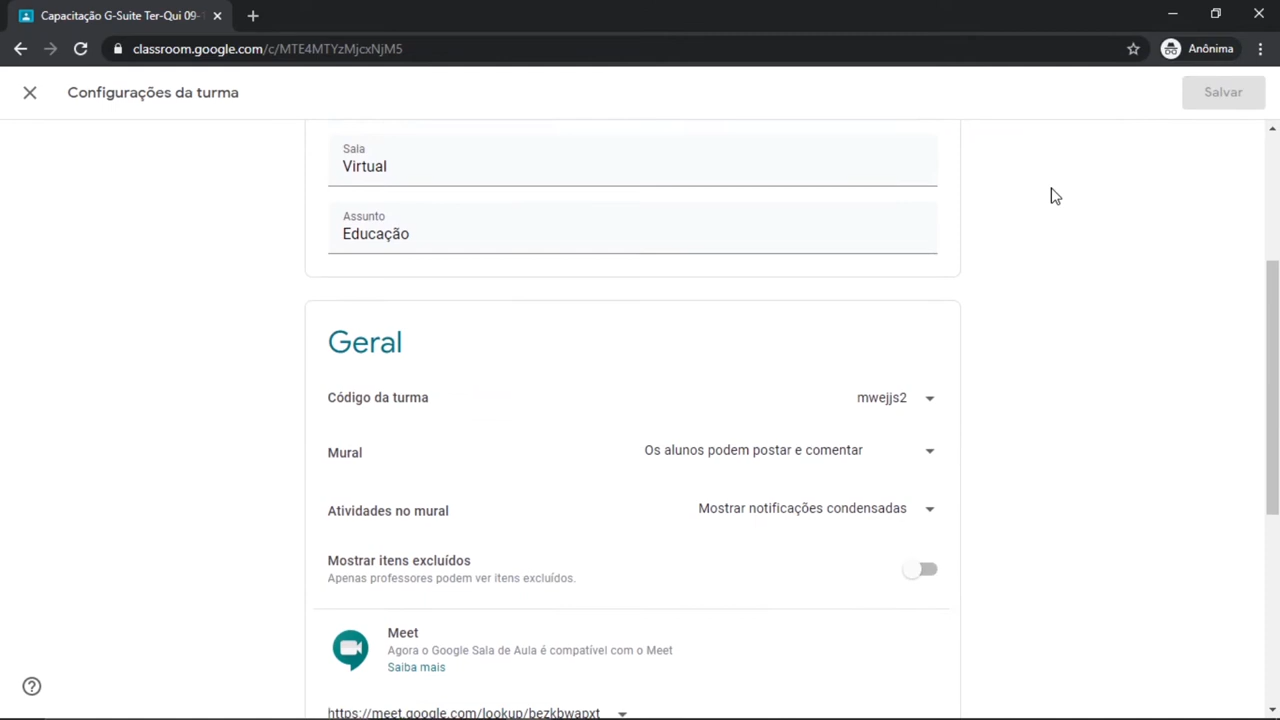 Capacitação G-Suite Ter-Qui 09-
classroom.google.com/c/MTE4MTYzMjcxNjM5
Anônima
Configurações da turma
Salvar
Sala
Virtual
Assunto
Educação
Geral
Código da turma
mwejjs2
Mural
Os alunos podem postar e comentar
Atividades no mural
Mostrar notificações condensadas
Mostrar itens excluídos
Apenas professores podem ver itens excluídos.
Meet
Agora o Google Sala de Aula é compatível com o Meet
Saiba mais
https://meet.google.com/lookup/bezkbwapxt